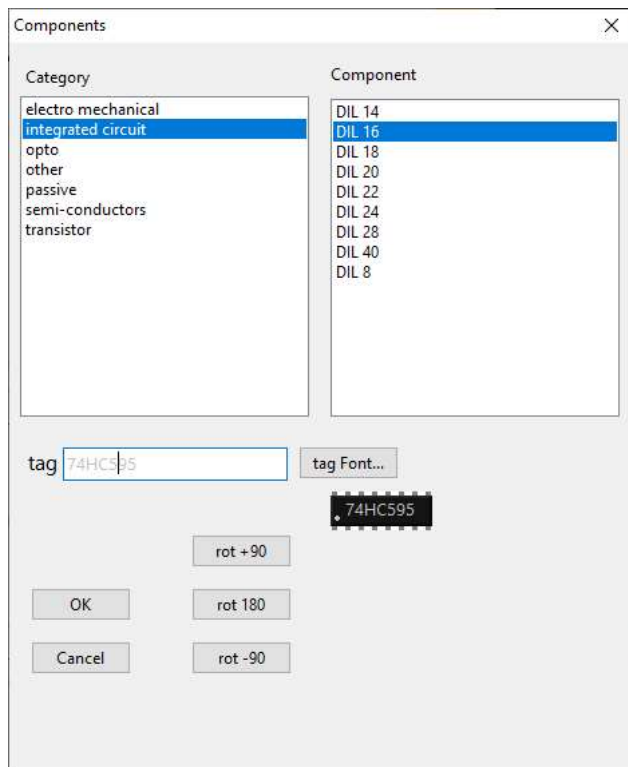 Components
Category
electro mechanical
integrated circuit
opto
other
passive
semi-conductors
transistor
Component
DIL 14
DIL 16
DIL 18
DIL 20
DIL 22
DIL 24
DIL 28
DIL 40
DIL 8
tag 74HC595 tag Font...
74HC595
rot +90
OK rot 180
Cancel rot -90